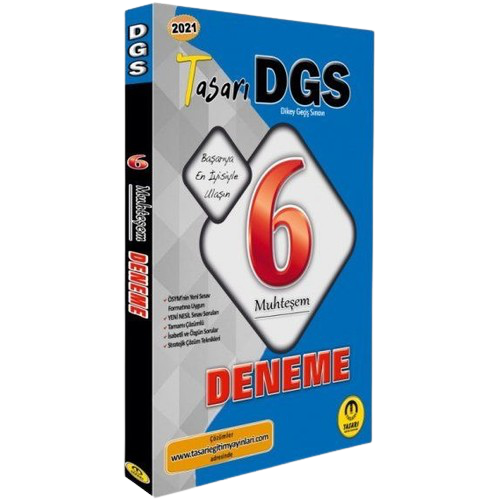 2021
Tasarı DGS
Dikey Geçiş Sınavı
Başarıya
En İyisiyle
Ulaşın
6
Muhteşem
ÖSYM'nin Yeni Sınav
Formatına Uygun
YENİ NESİL Sınav Soruları
Tamamı Çözümlü
İsabetli ve Özgün Sorular
Stratejik Çözüm Teknikleri
DENEME
Çözümler
www.tasariegitimyayinlari.com
adresinde
TASARI
DGS
6
Muhteşem
DENEME